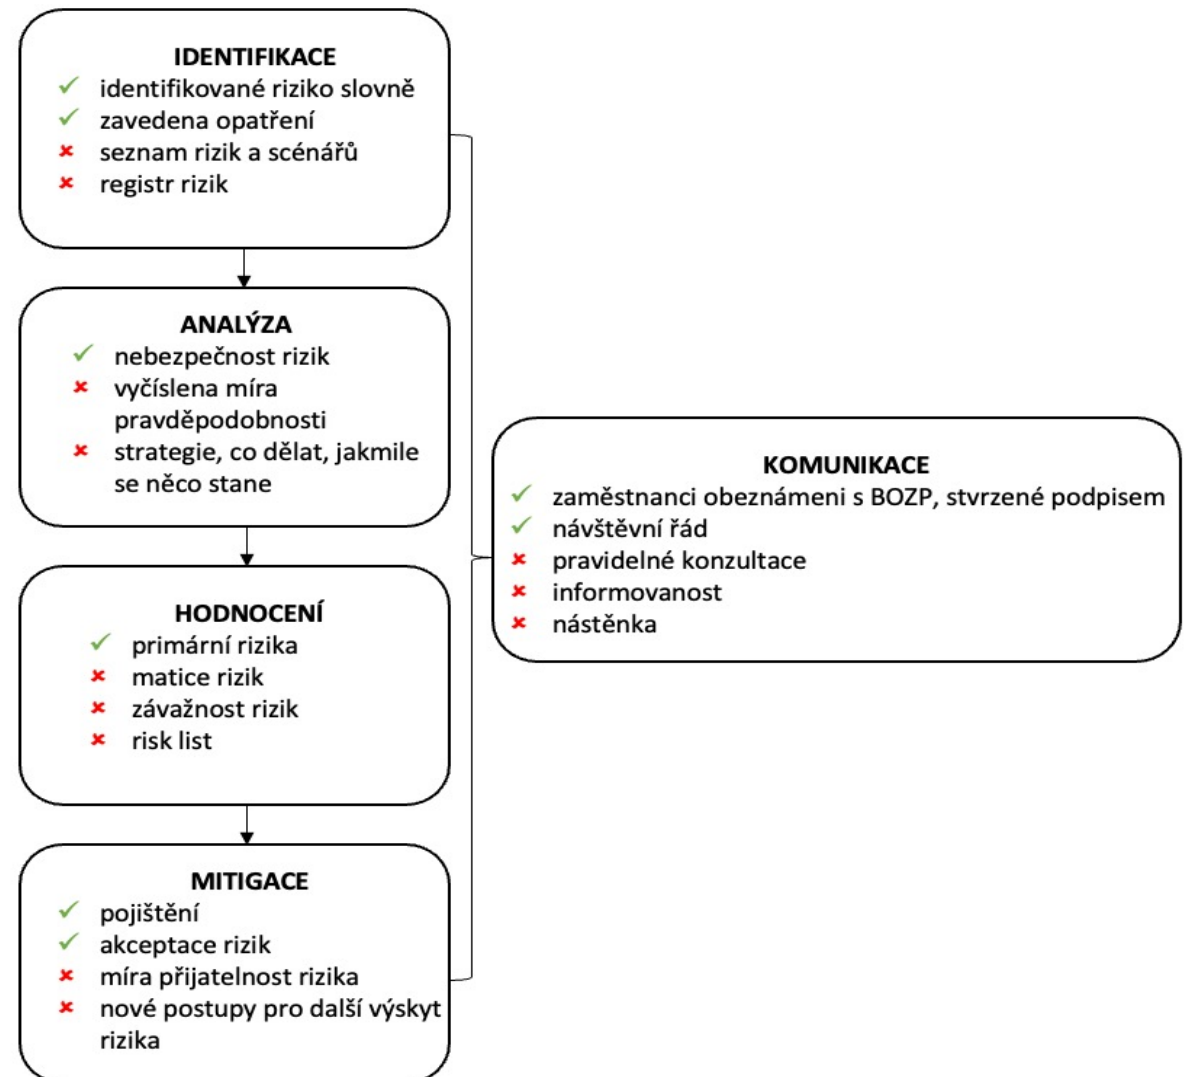 IDENTIFIKACE
✓ identifikované riziko slovně
✓ zavedena opatření
✗ seznam rizik a scénářů
✗ registr rizik
ANALÝZA
✓ nebezpečnost rizik
✗ vyčíslena míra
pravděpodobnosti
✗ strategie, co dělat, jakmile
se něco stane
HODNOCENÍ
✓ primární rizika
✗ matice rizik
✗ závažnost rizik
✗ risk list
MITIGACE
✓ pojištění
✓ akceptace rizik
✗ míra přijatelnost rizika
✗ nové postupy pro další výskyt
rizika
KOMUNIKACE
✓ zaměstnanci obeznámeni s BOZP, stvrzené podpisem
✓ návštěvní řád
✗ pravidelné konzultace
✗ informovanost
✗ nástěnka